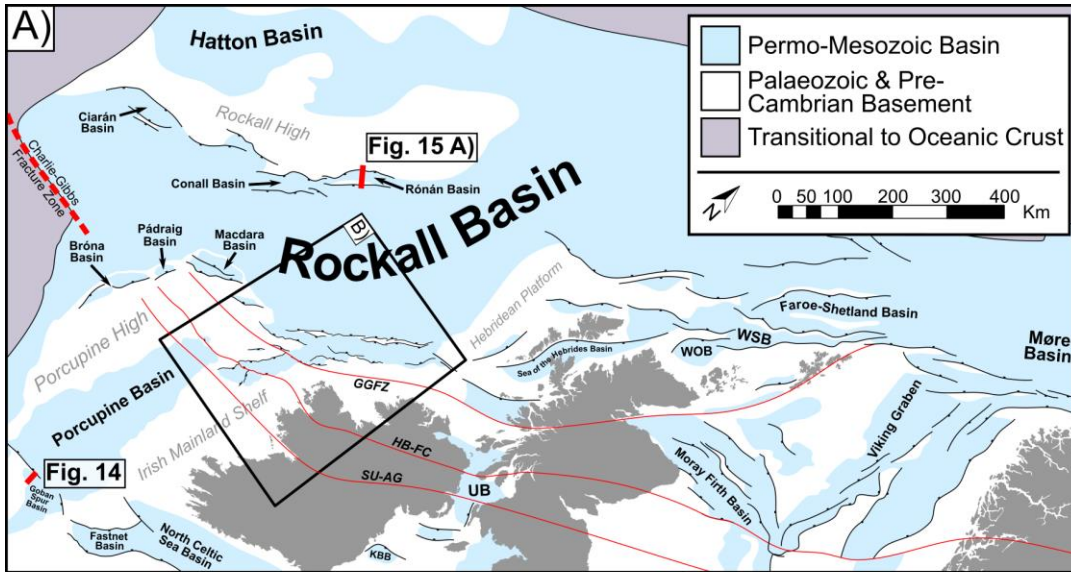 A)
Hatton Basin
Permo-Mesozoic Basin
Palaeozoic & Pre-
Cambrian Basement
Transitional to Oceanic Crust
N
0 50 100 200 300 400
Km
Ciarán
Basin
Rockall High
Fig. 15 A)
Charlie-Gibbs
Fracture Zone
Conall Basin
Rónán Basin
Rockall Basin
Bróna
Basin
Pádraig
Basin
Macdara
Basin
B)
Hebridean Platform
Faroe-Shetland Basin
Porcupine High
Sea of the Hebrides Basin
WOB
WSB
Møre
Basin
Porcupine Basin
GGFZ
Irish Mainland Shelf
HB-FC
Viking Graben
Fig. 14
SU-AG
UB
Moray Firth Basin
Goban
Spur
Basin
Fastnet
Basin
North Celtic
Sea Basin
KBB